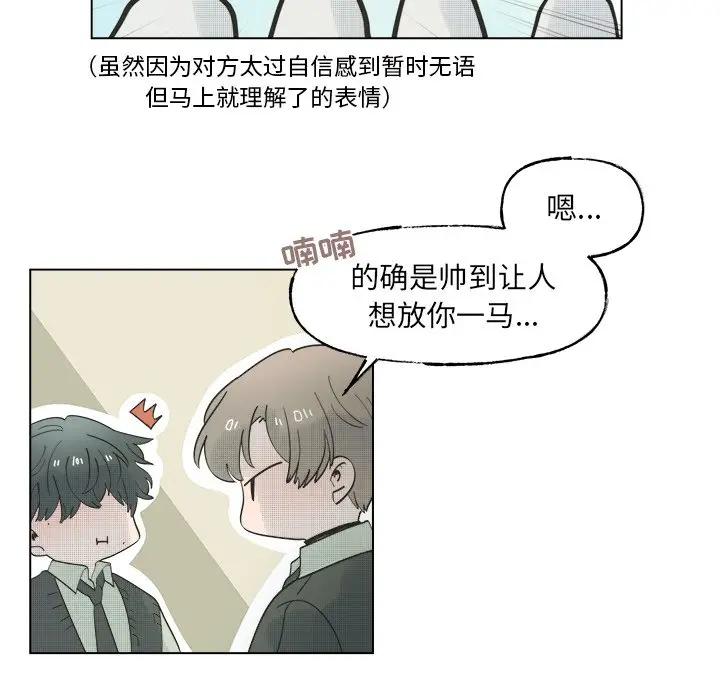 （虽然因为对方太过自信感到暂时无语
但马上就理解了的表情）
嗯...
喃喃
的确是帅到让人
想放你一马...